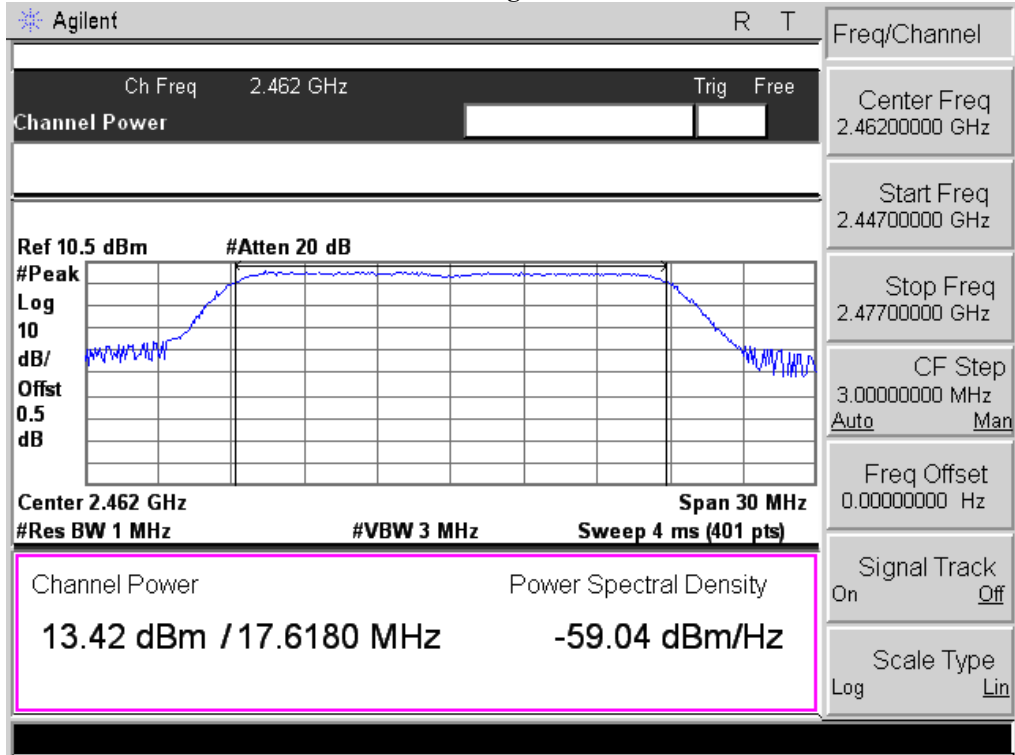 Agilent
R T
Ch Freq 2.462 GHz Trig Free
Channel Power
Ref 10.5 dBm #Atten 20 dB
#Peak
Log
10
dB/
Offst
0.5
dB
Center 2.462 GHz Span 30 MHz
#Res BW 1 MHz #VBW 3 MHz Sweep 4 ms (401 pts)
Channel Power Power Spectral Density
13.42 dBm / 17.6180 MHz -59.04 dBm/Hz
Freq/Channel
Center Freq
2.46200000 GHz
Start Freq
2.44700000 GHz
Stop Freq
2.47700000 GHz
CF Step
3.00000000 MHz
Auto Man
Freq Offset
0.00000000 Hz
Signal Track
On Off
Scale Type
Log Lin